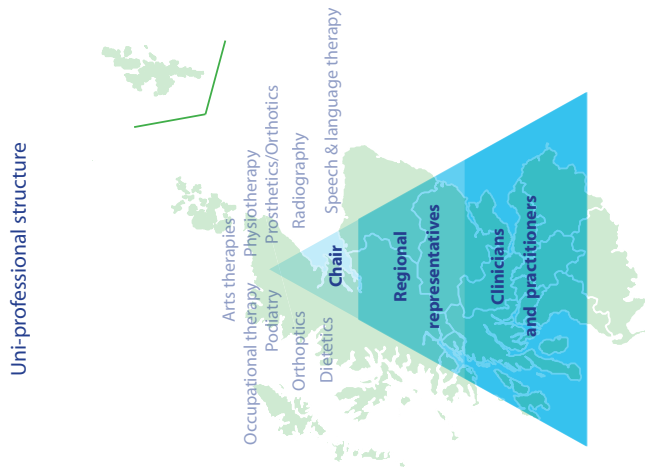 Uni-professional structure
Arts therapies
Occupational therapy Physiotherapy
Podiatry Prosthetics/Orthotics
Orthoptics Radiography
Dietetics Speech & language therapy
Chair
Regional
representatives
Clinicians
and practitioners